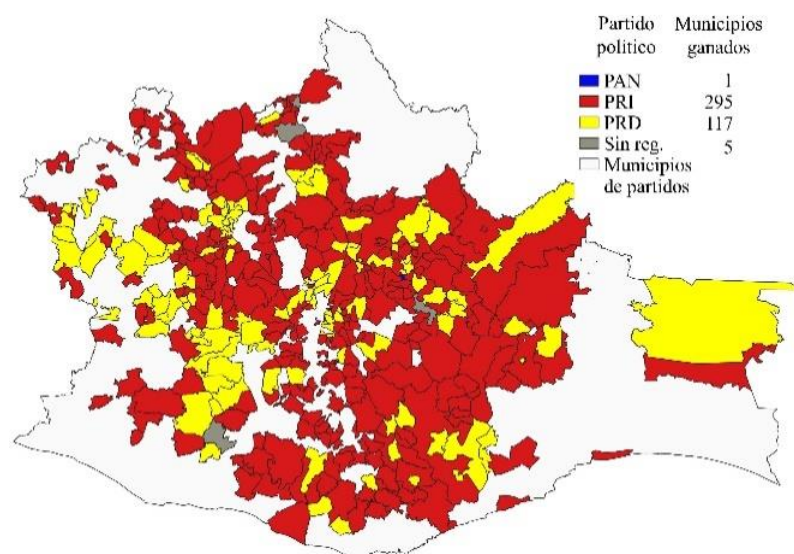 Partido Municipios
político ganados
PAN 1
PRI 295
PRD 117
Sin reg. 5
Municipios
de partidos